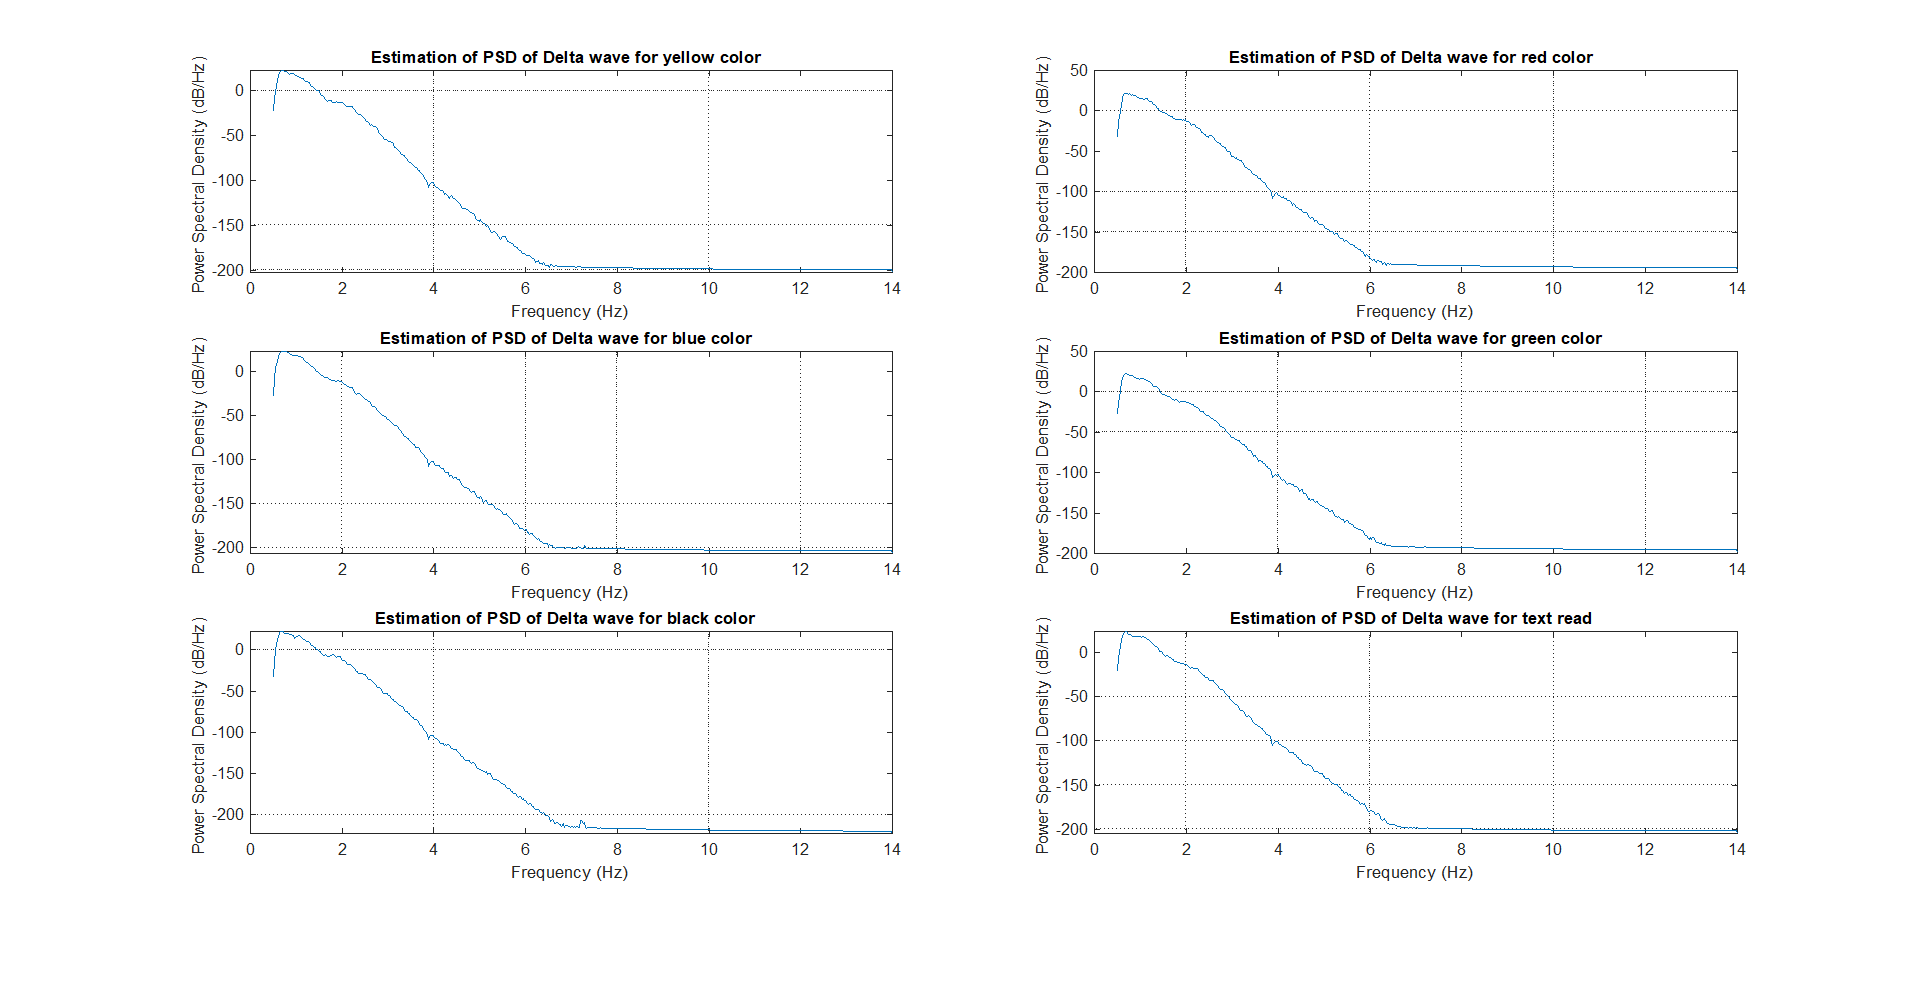 Estimation of PSD of Delta wave for yellow color
Power Spectral Density (dB/Hz)
0
-50
-100
-150
-200
0 2 4 6 8 10 12 14
Frequency (Hz)
Estimation of PSD of Delta wave for red color
Power Spectral Density (dB/Hz)
50
0
-50
-100
-150
-200
0 2 4 6 8 10 12 14
Frequency (Hz)
Estimation of PSD of Delta wave for blue color
Power Spectral Density (dB/Hz)
0
-50
-100
-150
-200
0 2 4 6 8 10 12 14
Frequency (Hz)
Estimation of PSD of Delta wave for green color
Power Spectral Density (dB/Hz)
50
0
-50
-100
-150
-200
0 2 4 6 8 10 12 14
Frequency (Hz)
Estimation of PSD of Delta wave for black color
Power Spectral Density (dB/Hz)
0
-50
-100
-150
-200
0 2 4 6 8 10 12 14
Frequency (Hz)
Estimation of PSD of Delta wave for text read
Power Spectral Density (dB/Hz)
0
-50
-100
-150
-200
0 2 4 6 8 10 12 14
Frequency (Hz)